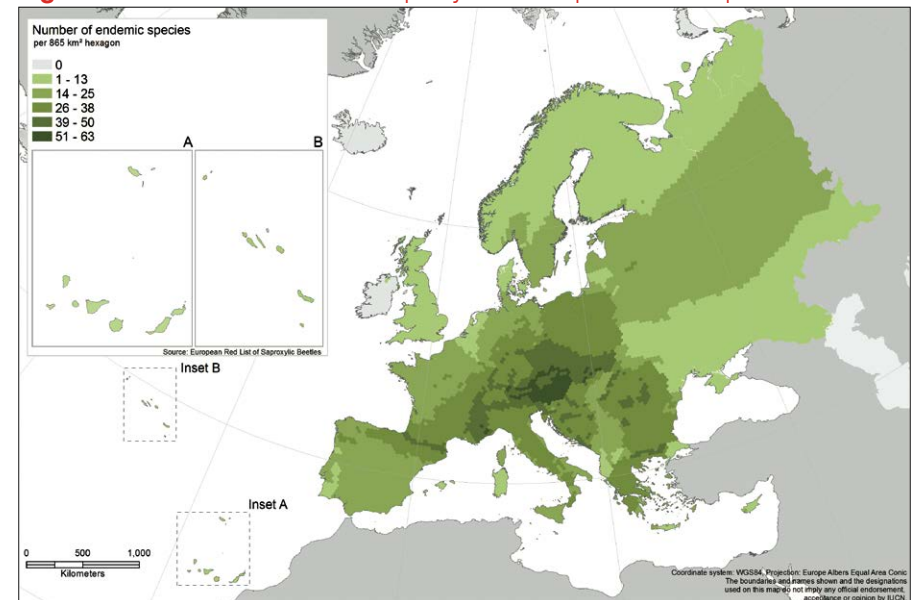 Number of endemic species
per 865 km² hexagon
0
1 - 13
14 - 25
26 - 38
39 - 50
51 - 63
A
B
Source: European Red List of Saproxylic Beetles
Inset B
Inset A
0 500 1,000
Kilometers
Coordinate system: WGS84, Projection: Europe Albers Equal Area Conic
The boundaries and names shown and the designations
used on this map do not imply any official endorsement,
acceptance or opinion by IUCN.